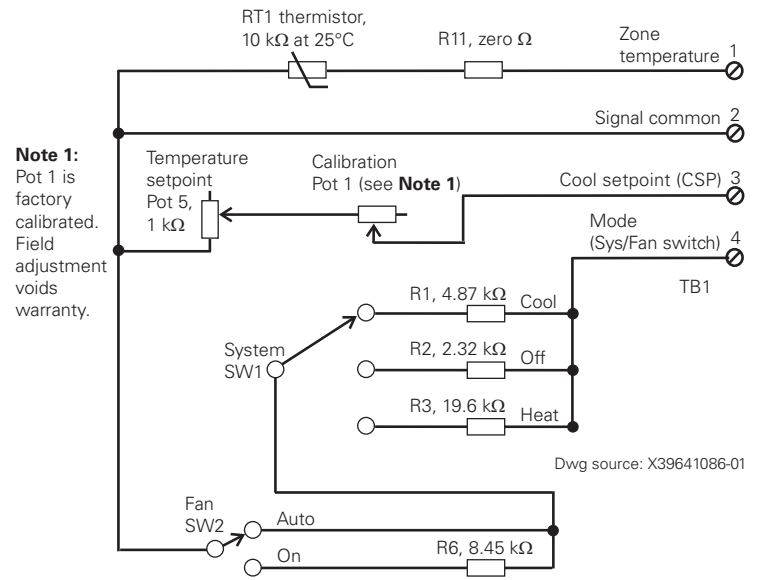 RT1 thermistor,
10 kΩ at 25°C
R11, zero Ω
Zone
temperature
1
Signal common
2
Note 1:
Pot 1 is
factory
calibrated.
Field
adjustment
voids
warranty.
Temperature
setpoint
Pot 5,
1 kΩ
Calibration
Pot 1 (see Note 1)
Cool setpoint (CSP)
3
Mode
(Sys/Fan switch)
4
TB1
R1, 4.87 kΩ
Cool
System
SW1
R2, 2.32 kΩ
Off
R3, 19.6 kΩ
Heat
Dwg source: X39641086-01
Fan
SW2
Auto
On
R6, 8.45 kΩ